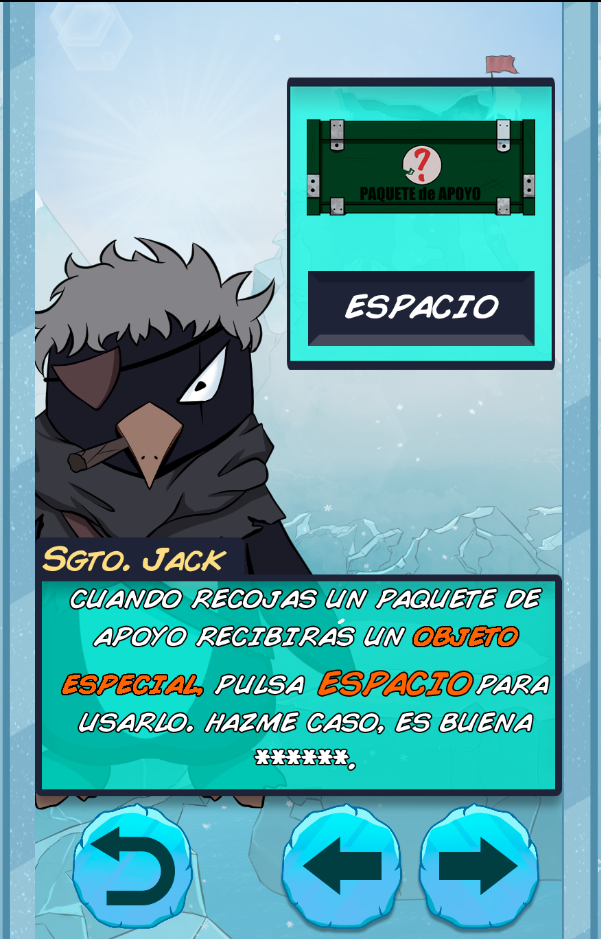 ?
PAQUETE de APOYO
ESPACIO
SGTO. JACK
CUANDO RECOJAS UN PAQUETE DE
APOYO RECIBIRAS UN OBJETO
ESPECIAL, PULSA ESPACIO PARA
USARLO. HAZME CASO, ES BUENA
******.